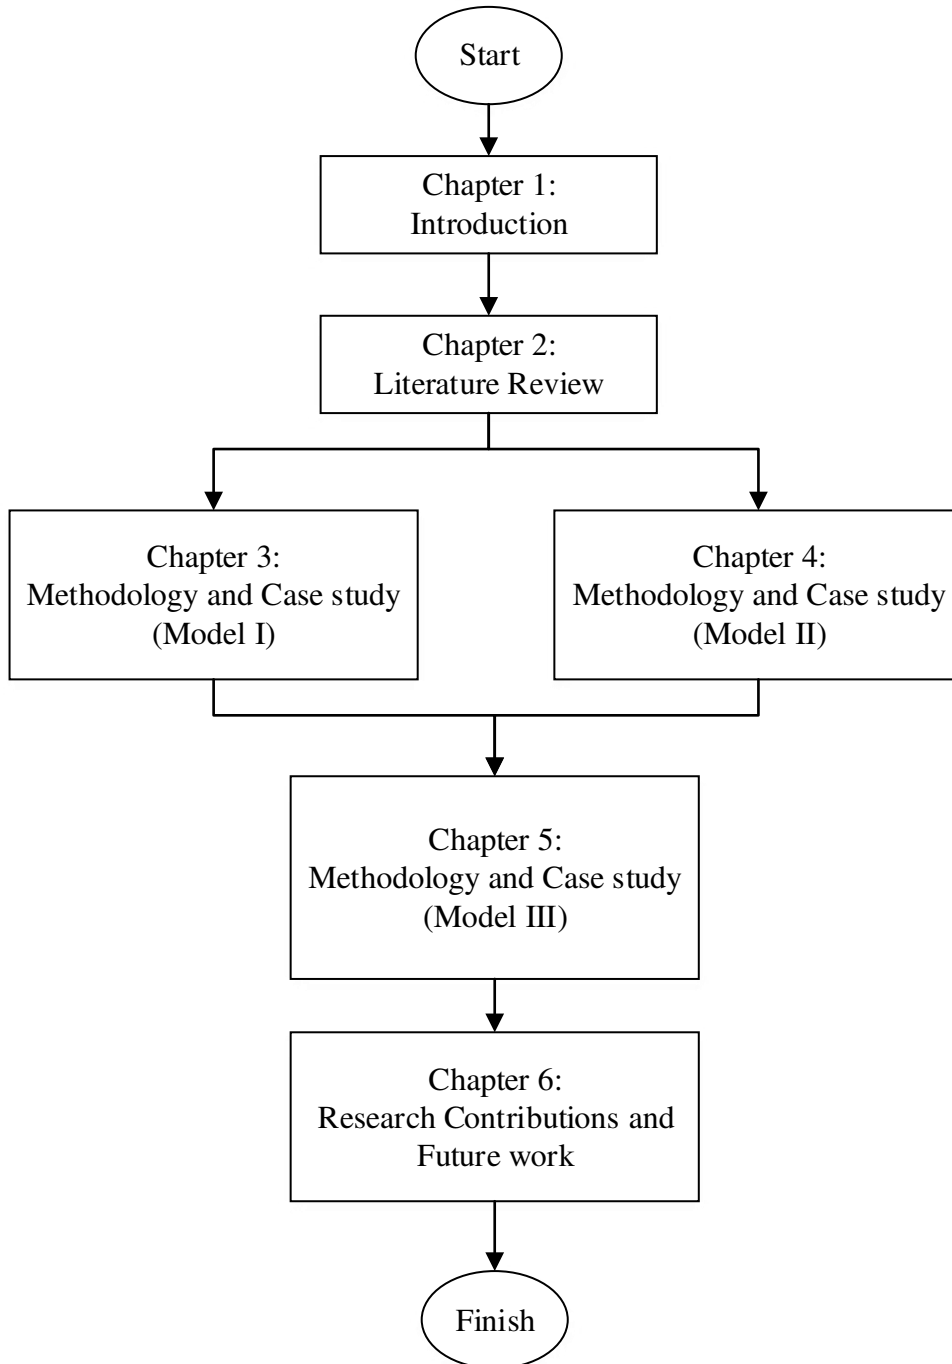 Start
Chapter 1:
Introduction
Chapter 2:
Literature Review
Chapter 3:
Methodology and Case study
(Model I)
Chapter 4:
Methodology and Case study
(Model II)
Chapter 5:
Methodology and Case study
(Model III)
Chapter 6:
Research Contributions and
Future work
Finish